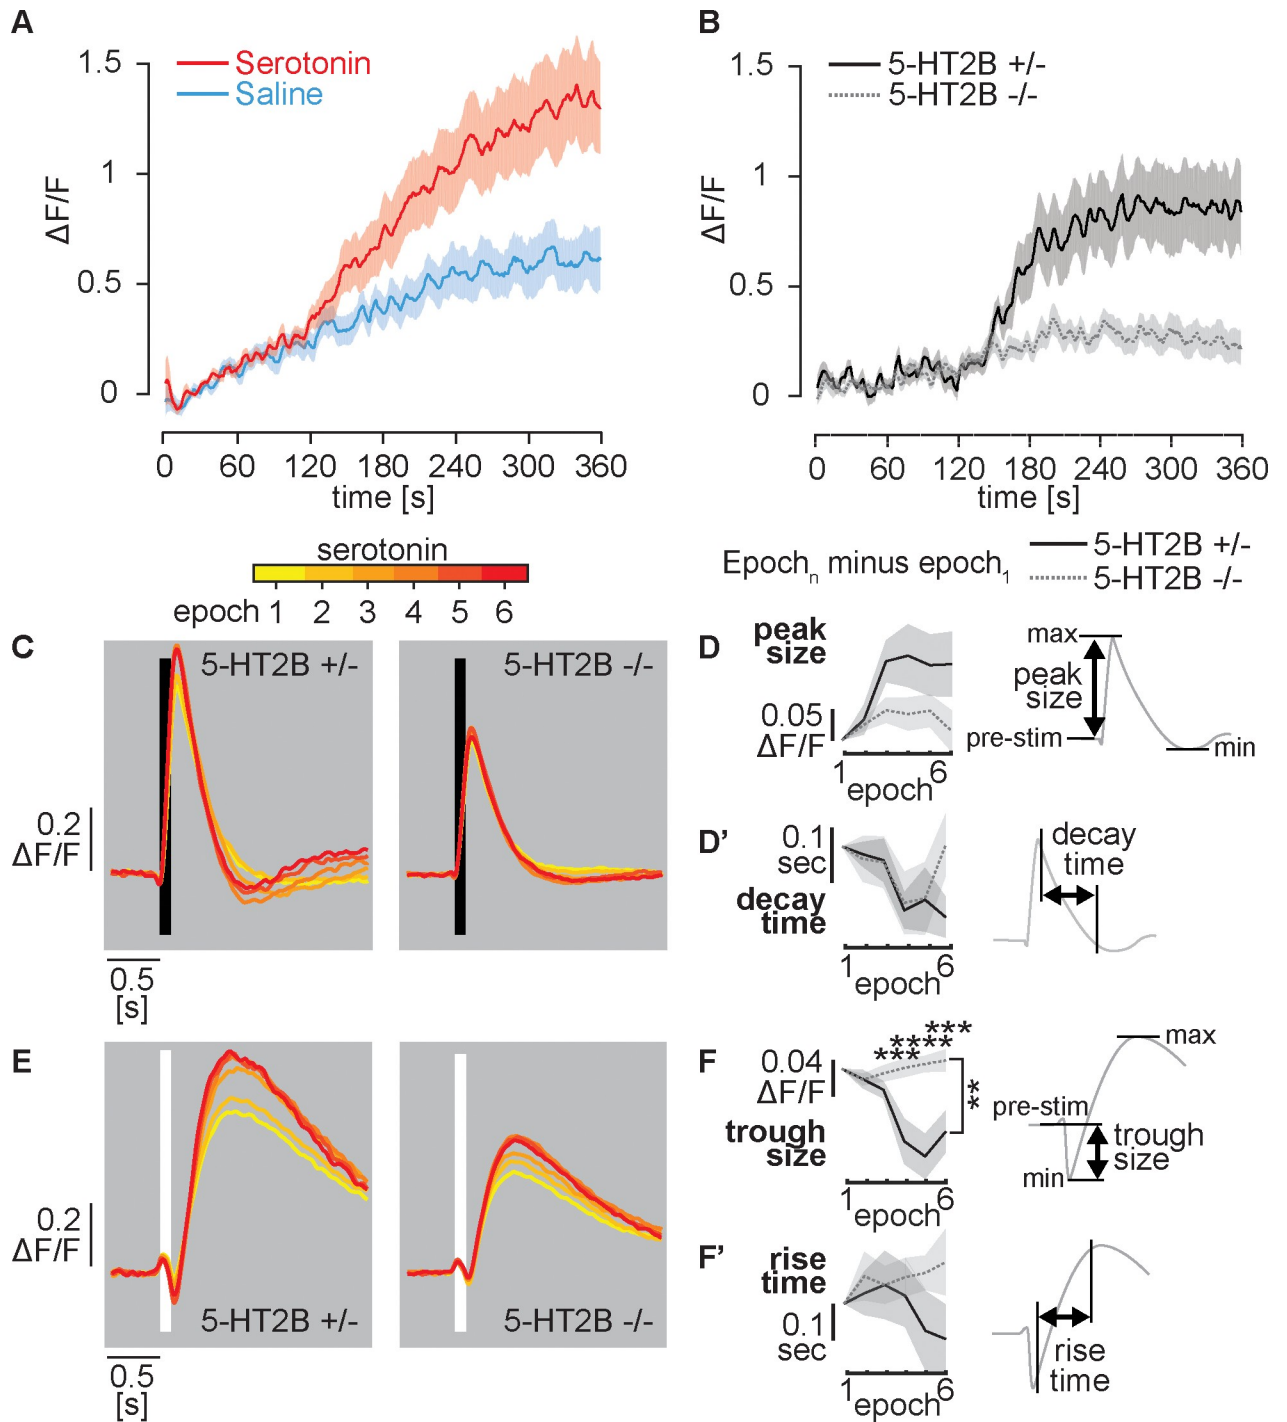 A
Serotonin
Saline
1.5
1
0.5
0
ΔF/F
0 60 120 180 240 300 360
time [s]
B
5-HT2B +/-
5-HT2B -/-
1.5
1
0.5
0
ΔF/F
0 60 120 180 240 300 360
time [s]
serotonin
epoch 1 2 3 4 5 6
C
5-HT2B +/-
5-HT2B -/-
0.2
ΔF/F
0.5
[s]
Epochn minus epoch1
5-HT2B +/-
5-HT2B -/-
D
peak
size
0.05
ΔF/F
1 6
epoch
max
peak
size
pre-stim
min
D'
0.1
sec
decay
time
1 6
epoch
decay
time
E
5-HT2B +/-
5-HT2B -/-
0.2
ΔF/F
0.5
[s]
F
0.04
ΔF/F
trough
size
*** **** ***
**
1 6
epoch
max
pre-stim
trough
size
min
F'
rise
time
0.1
sec
1 6
epoch
rise
time